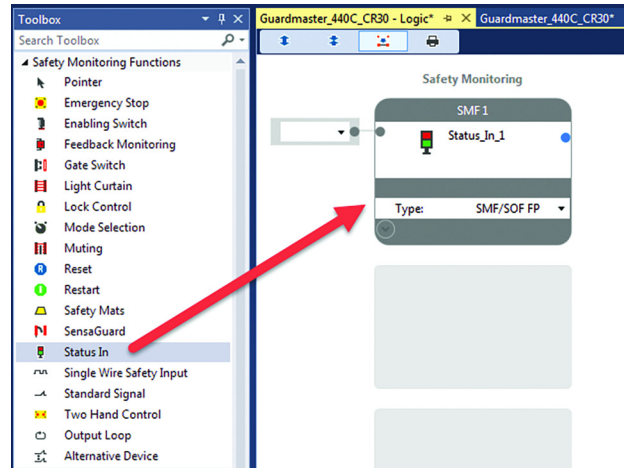 Toolbox
Search Toolbox
Safety Monitoring Functions
Pointer
Emergency Stop
Enabling Switch
Feedback Monitoring
Gate Switch
Light Curtain
Lock Control
Mode Selection
Muting
R Reset
Restart
Safety Mats
SensaGuard
Status In
Single Wire Safety Input
Standard Signal
Two Hand Control
Output Loop
Alternative Device
Guardmaster_440C_CR30 - Logic* Guardmaster_440C_CR30*
Safety Monitoring
SMF 1
Status_In_1
Type: SMF/SOF FP